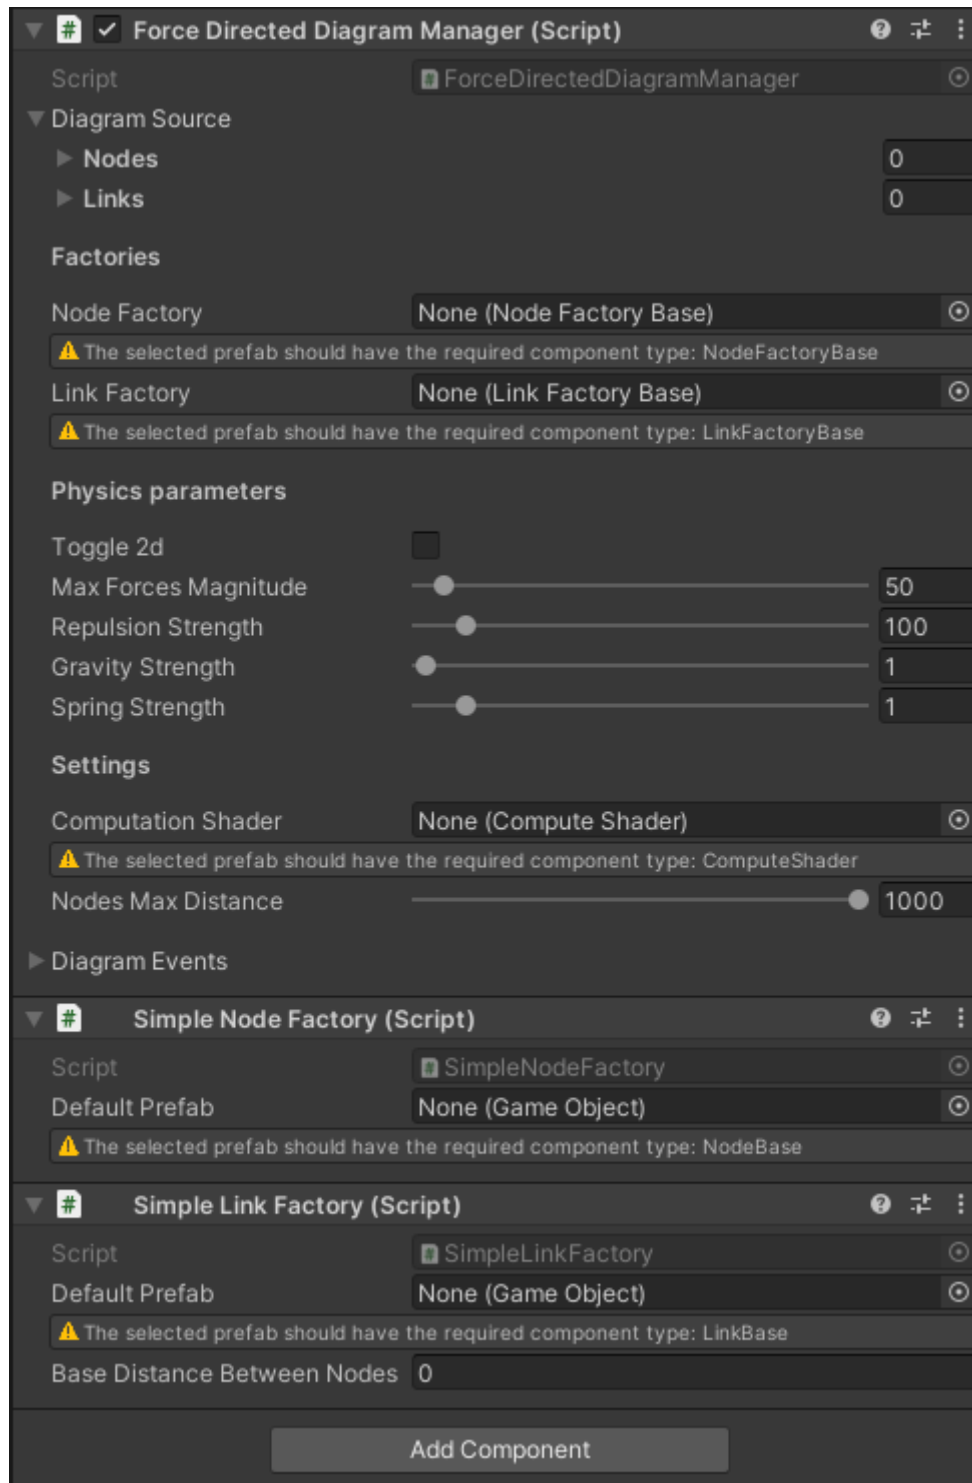 # Force Directed Diagram Manager (Script)
Script # ForceDirectedDiagramManager
Diagram Source
Nodes 0
Links 0
Factories
Node Factory None (Node Factory Base)
The selected prefab should have the required component type: NodeFactoryBase
Link Factory None (Link Factory Base)
The selected prefab should have the required component type: LinkFactoryBase
Physics parameters
Toggle 2d
Max Forces Magnitude 50
Repulsion Strength 100
Gravity Strength 1
Spring Strength 1
Settings
Computation Shader None (Compute Shader)
The selected prefab should have the required component type: ComputeShader
Nodes Max Distance 1000
Diagram Events
# Simple Node Factory (Script)
Script # SimpleNodeFactory
Default Prefab None (Game Object)
The selected prefab should have the required component type: NodeBase
# Simple Link Factory (Script)
Script # SimpleLinkFactory
Default Prefab None (Game Object)
The selected prefab should have the required component type: LinkBase
Base Distance Between Nodes 0
Add Component